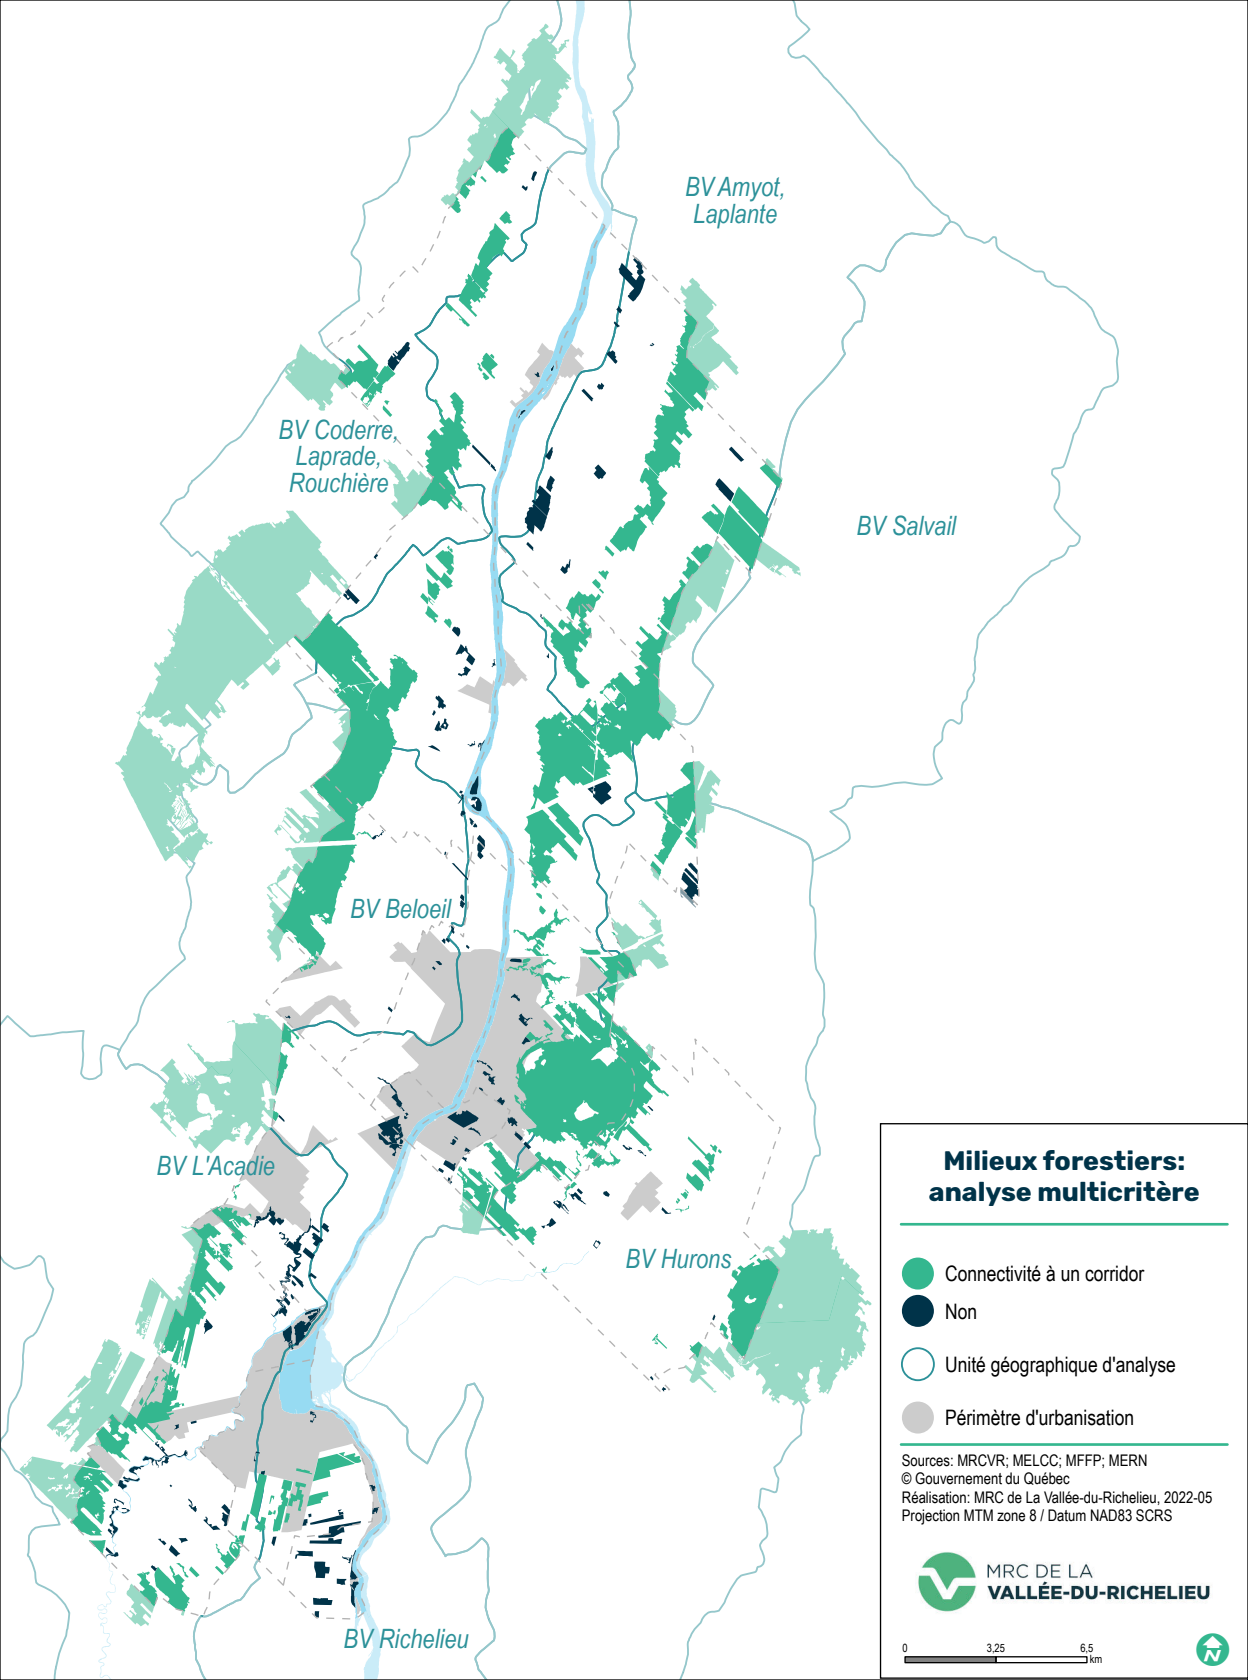 BV Amyot,
Laplante
BV Coderre,
Laprade,
Rouchière
BV Salvail
BV Beloeil
BV L'Acadie
BV Hurons
BV Richelieu
Milieux forestiers:
analyse multicritère
Connectivité à un corridor
Non
Unité géographique d'analyse
Périmètre d'urbanisation
Sources: MRCVR; MELCC; MFFP; MERN
© Gouvernement du Québec
Réalisation: MRC de La Vallée-du-Richelieu, 2022-05
Projection MTM zone 8 / Datum NAD83 SCRS
MRC DE LA
VALLÉE-DU-RICHELIEU
0 3,25 6,5
km
N